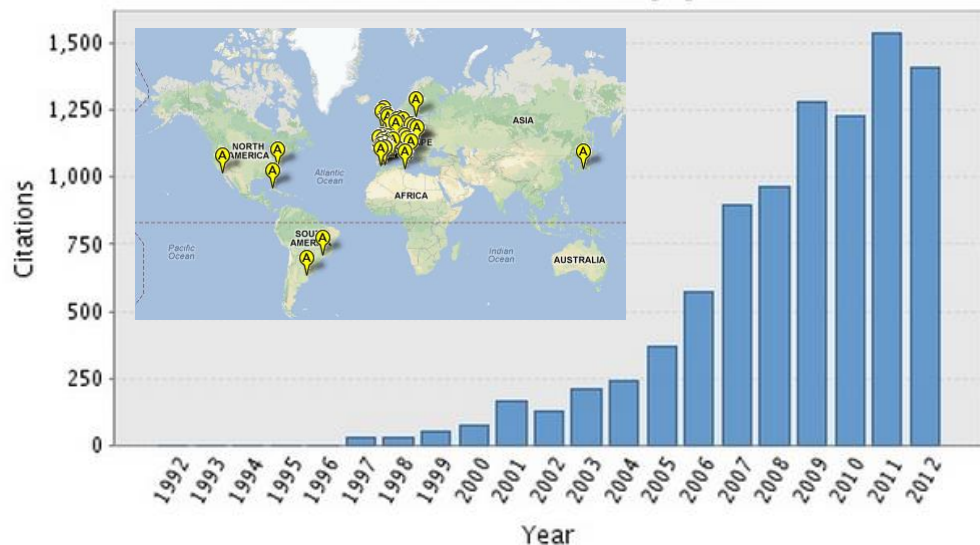 1,500
1,250
1,000
750
500
250
0
Citations
NORTH
AMERICA
Atlantic
Ocean
ASIA
AFRICA
Pacific
Ocean
Indian
Ocean
AUSTRALIA
A
A
A
A
A
A
A
1992
1993
1994
1995
1996
1997
1998
1999
2000
2001
2002
2003
2004
2005
2006
2007
2008
2009
2010
2011
2012
Year